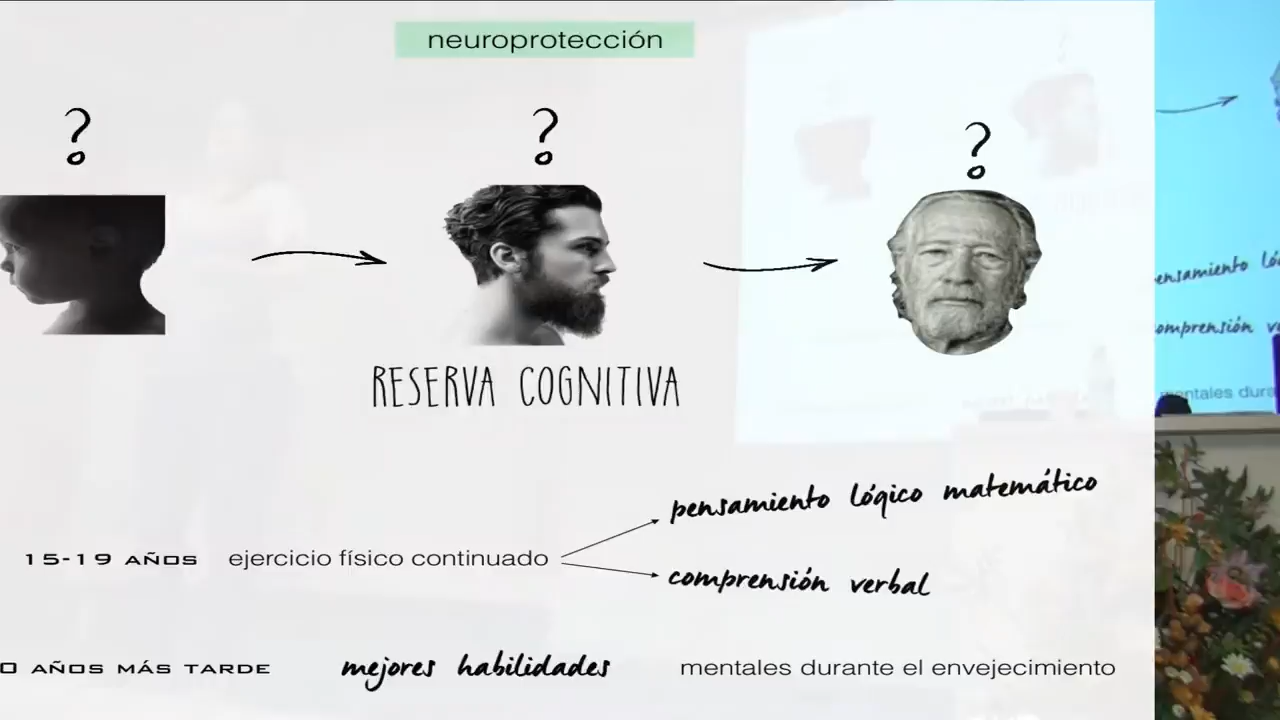 neuroprotección
? ? ?
RESERVA COGNITIVA
pensamiento lógico matemático
15-19 AÑOS ejercicio físico continuado
comprensión verbal
0 AÑOS MÁS TARDE mejores habilidades mentales durante el envejecimiento